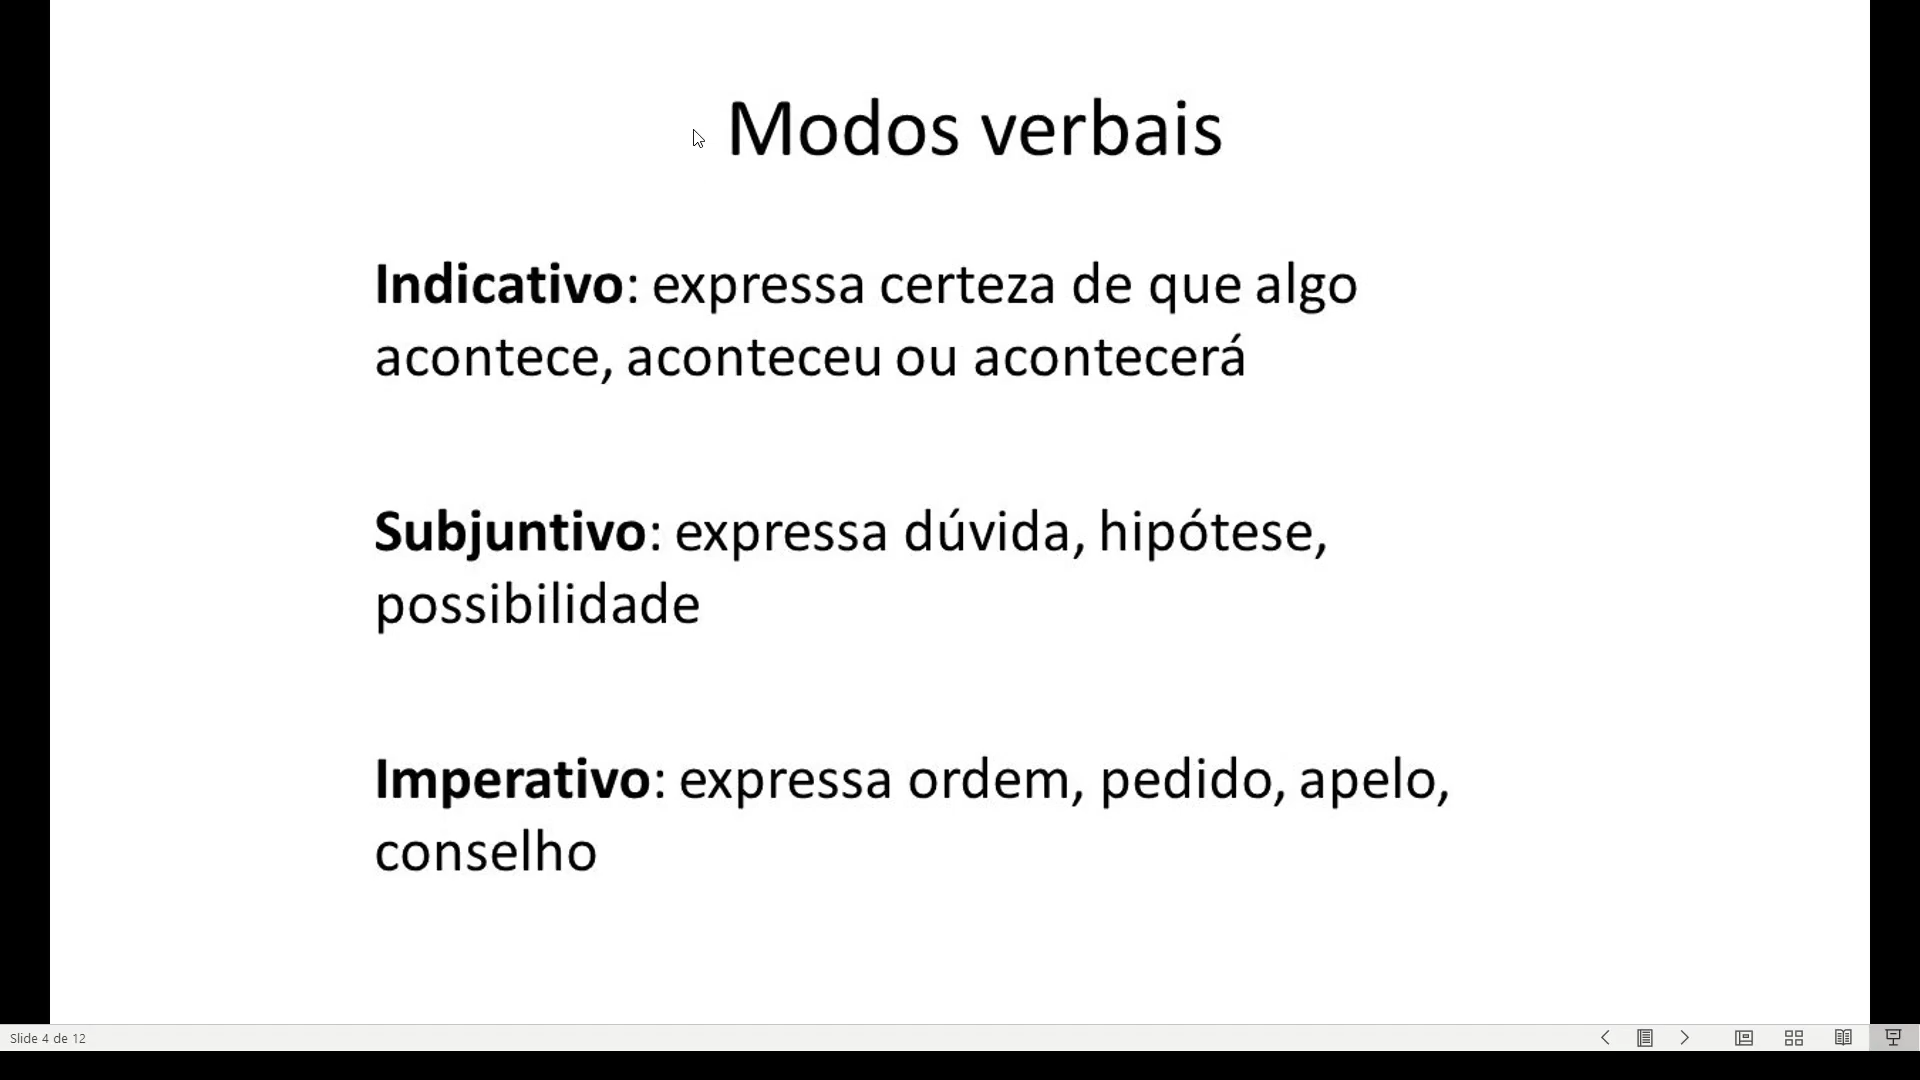 Modos verbais
Indicativo: expressa certeza de que algo
acontece, aconteceu ou acontecerá
Subjuntivo: expressa dúvida, hipótese,
possibilidade
Imperativo: expressa ordem, pedido, apelo,
conselho
Slide 4 de 12